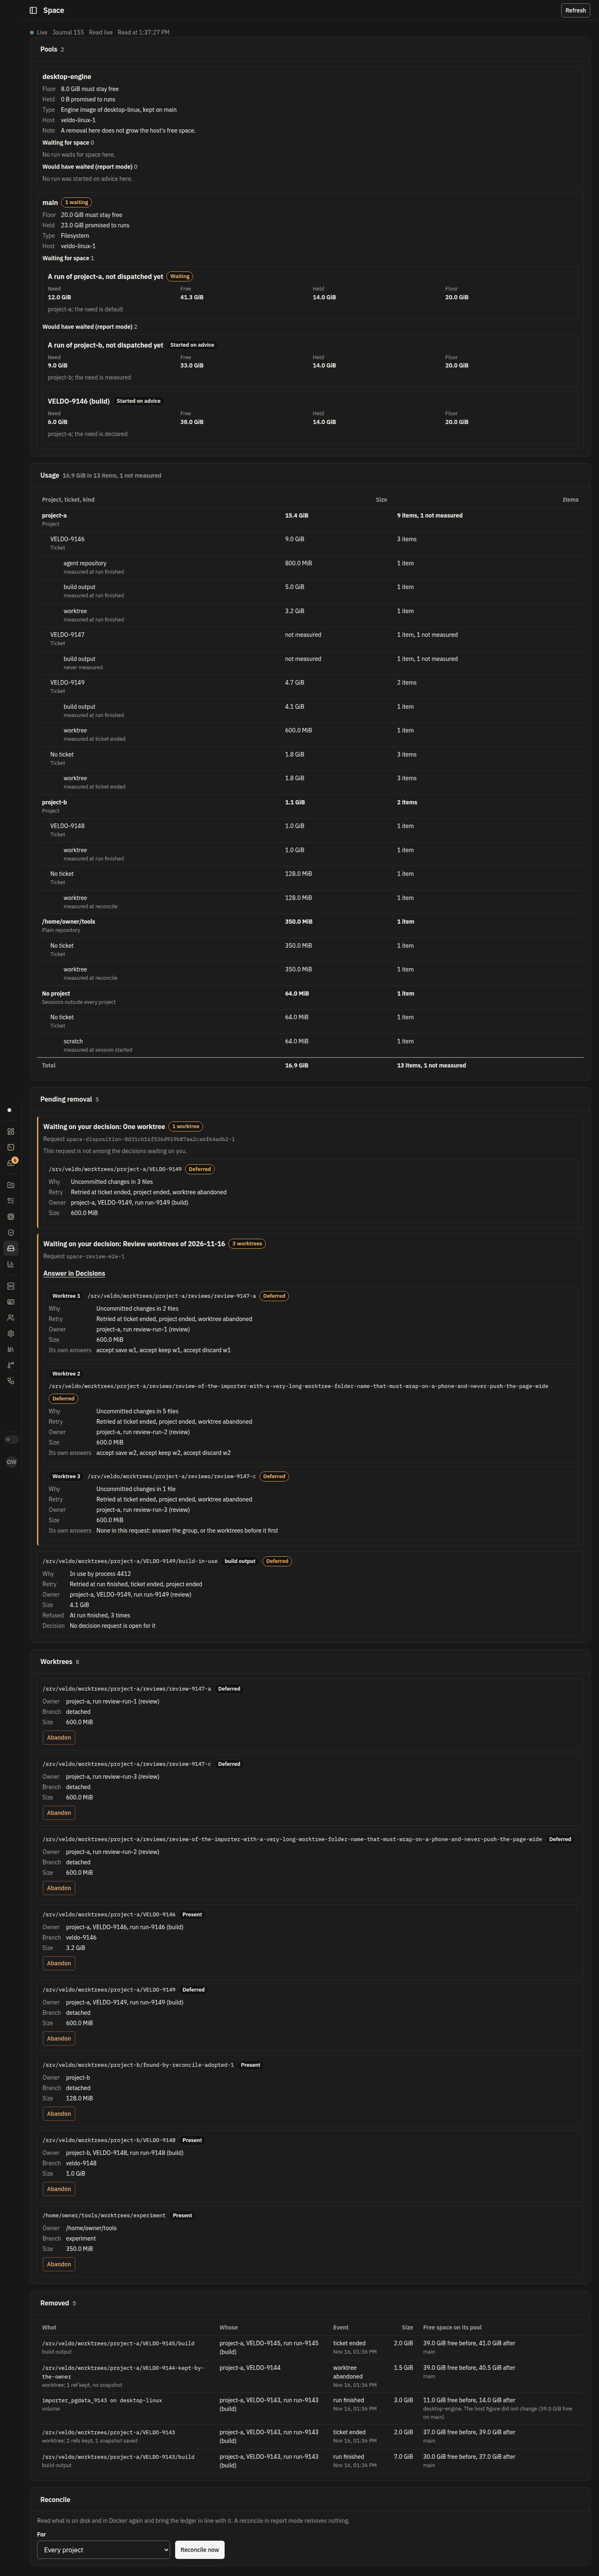 Space
Refresh
Live Journal 155 Read live Read at 1:37:27 PM
Pools 2
desktop-engine
Floor 8.0 GiB must stay free
Held 0 B promised to runs
Type Engine image of desktop-linux, kept on main
Host veldo-linux-1
Note A removal here does not grow the host's free space.
Waiting for space 0
No run waits for space here.
Would have waited (report mode) 0
No run was started on advice here.
main 1 waiting
Floor 20.0 GiB must stay free
Held 23.0 GiB promised to runs
Type Filesystem
Host veldo-linux-1
Waiting for space 1
A run of project-a, not dispatched yet Waiting
Need Free Held Floor
12.0 GiB 41.3 GiB 14.0 GiB 20.0 GiB
project-a; the need is default
Would have waited (report mode) 2
A run of project-b, not dispatched yet Started on advice
Need Free Held Floor
9.0 GiB 33.0 GiB 14.0 GiB 20.0 GiB
project-b; the need is measured
VELDO-9146 (build) Started on advice
Need Free Held Floor
6.0 GiB 38.0 GiB 14.0 GiB 20.0 GiB
project-a; the need is declared
Usage 16.9 GiB in 13 items, 1 not measured
Project, ticket, kind Size Items
project-a 15.4 GiB 9 items, 1 not measured
Project
VELDO-9146 9.0 GiB 3 items
Ticket
agent repository 800.0 MiB 1 item
measured at run finished
build output 5.0 GiB 1 item
measured at run finished
worktree 3.2 GiB 1 item
measured at run finished
VELDO-9147 not measured 1 item, 1 not measured
Ticket
build output not measured 1 item, 1 not measured
never measured
VELDO-9149 4.7 GiB 2 items
Ticket
build output 4.1 GiB 1 item
measured at run finished
worktree 600.0 MiB 1 item
measured at ticket ended
No ticket 1.8 GiB 3 items
Ticket
worktree 1.8 GiB 3 items
measured at ticket ended
project-b 1.1 GiB 2 items
Project
VELDO-9148 1.0 GiB 1 item
Ticket
worktree 1.0 GiB 1 item
measured at run finished
No ticket 128.0 MiB 1 item
Ticket
worktree 128.0 MiB 1 item
measured at reconcile
/home/owner/tools 350.0 MiB 1 item
Plain repository
No ticket 350.0 MiB 1 item
Ticket
worktree 350.0 MiB 1 item
measured at reconcile
No project 64.0 MiB 1 item
Sessions outside every project
No ticket 64.0 MiB 1 item
Ticket
scratch 64.0 MiB 1 item
measured at session started
Total 16.9 GiB 13 items, 1 not measured
Pending removal 5
Waiting on your decision: One worktree 1 worktree
Request
This request is not among the decisions waiting on you.
/srv/veldo/worktrees/project-a/VELDO-9149 Deferred
Why Uncommitted changes in 3 files
Retry Retried at ticket ended, project ended, worktree abandoned
Owner project-a, VELDO-9149, run run-9149 (build)
Size 600.0 MiB
Waiting on your decision: Review worktrees of 2026-11-16 3 worktrees
Request space-review-e2e-1
Answer in Decisions
Worktree 1 /srv/veldo/worktrees/project-a/reviews/review-9147-a Deferred
Why Uncommitted changes in 2 files
Retry Retried at ticket ended, project ended, worktree abandoned
Owner project-a, run review-run-1 (review)
Size 600.0 MiB
Its own answers accept save w1, accept keep w1, accept discard w1
Worktree 2
/srv/veldo/worktrees/project-a/reviews/review-of-the-importer-with-a-very-long-worktree-folder-name-that-must-wrap-on-a-phone-and-never-push-the-page-wide
Deferred
Why Uncommitted changes in 5 files
Retry Retried at ticket ended, project ended, worktree abandoned
Owner project-a, run review-run-2 (review)
Size 600.0 MiB
Its own answers accept save w2, accept keep w2, accept discard w2
Worktree 3 /srv/veldo/worktrees/project-a/reviews/review-9147-c Deferred
Why Uncommitted changes in 1 file
Retry Retried at ticket ended, project ended, worktree abandoned
Owner project-a, run review-run-3 (review)
Size 600.0 MiB
Its own answers None in this request: answer the group, or the worktrees before it first
/srv/veldo/worktrees/project-a/VELDO-9149/build-in-use build output Deferred
Why In use by process 4412
Retry Retried at run finished, ticket ended, project ended
Owner project-a, VELDO-9149, run run-9149 (review)
Size 4.1 GiB
Refused At run finished, 3 times
Decision No decision request is open for it
Worktrees 8
/srv/veldo/worktrees/project-a/reviews/review-9147-a Deferred
Owner project-a, run review-run-1 (review)
Branch detached
Size 600.0 MiB
Abandon
/srv/veldo/worktrees/project-a/reviews/review-9147-c Deferred
Owner project-a, run review-run-3 (review)
Branch detached
Size 600.0 MiB
Abandon
/srv/veldo/worktrees/project-a/reviews/review-of-the-importer-with-a-very-long-worktree-folder-name-that-must-wrap-on-a-phone-and-never-push-the-page-wide Deferred
Owner project-a, run review-run-2 (review)
Branch detached
Size 600.0 MiB
Abandon
/srv/veldo/worktrees/project-a/VELDO-9146 Present
Owner project-a, VELDO-9146, run run-9146 (build)
Branch veldo-9146
Size 3.2 GiB
Abandon
/srv/veldo/worktrees/project-a/VELDO-9149 Deferred
Owner project-a, VELDO-9149, run run-9149 (build)
Branch detached
Size 600.0 MiB
Abandon
/srv/veldo/worktrees/project-b/found-by-reconcile-adopted-1 Present
Owner project-b
Branch detached
Size 128.0 MiB
Abandon
/srv/veldo/worktrees/project-b/VELDO-9148 Present
Owner project-b, VELDO-9148, run run-9148 (build)
Branch veldo-9148
Size 1.0 GiB
Abandon
/home/owner/tools/worktrees/experiment Present
Owner /home/owner/tools
Branch experiment
Size 350.0 MiB
Abandon
OW
Removed 5
What Whose Event Size Free space on its pool
/srv/veldo/worktrees/project-a/VELDO-9145/build project-a, VELDO-9145, run run-9145 (build) ticket ended 2.0 GiB 39.0 GiB free before, 41.0 GiB after
build output Nov 16, 01:36 PM main
/srv/veldo/worktrees/project-a/VELDO-9144-kept-by-the-owner project-a, VELDO-9144 worktree abandoned 1.5 GiB 39.0 GiB free before, 40.5 GiB after
worktree; 1 ref kept, no snapshot Nov 16, 01:36 PM main
importer_pgdata_9143 on desktop-linux project-a, VELDO-9143, run run-9143 (build) run finished 3.0 GiB 11.0 GiB free before, 14.0 GiB after
volume Nov 16, 01:36 PM desktop-engine. The host figure did not change (39.0 GiB free on main)
/srv/veldo/worktrees/project-a/VELDO-9143 project-a, VELDO-9143, run run-9143 (build) ticket ended 2.0 GiB 37.0 GiB free before, 39.0 GiB after
worktree; 2 refs kept, 1 snapshot saved Nov 16, 01:36 PM main
/srv/veldo/worktrees/project-a/VELDO-9143/build project-a, VELDO-9143, run run-9143 (build) run finished 7.0 GiB 30.0 GiB free before, 37.0 GiB after
build output Nov 16, 01:36 PM main
Reconcile
Read what is on disk and in Docker again and bring the ledger in line with it. A reconcile in report mode removes nothing.
For
Every project Reconcile now